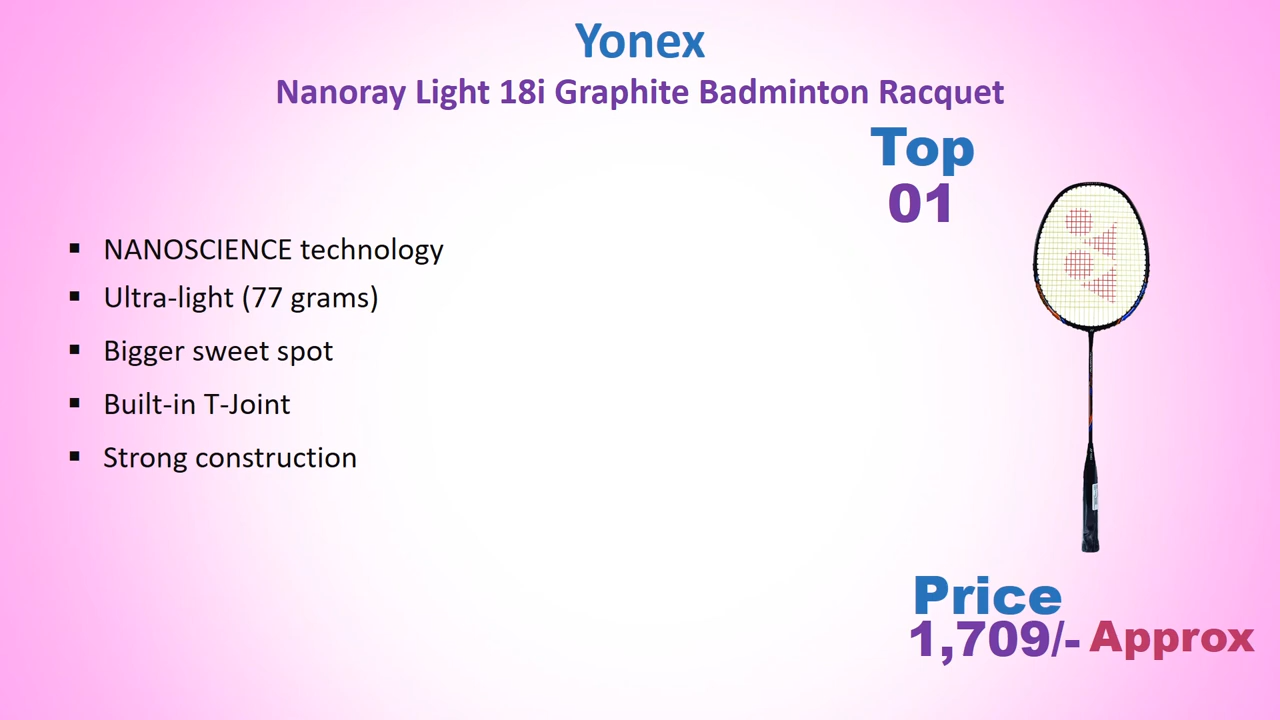 Yonex
Nanoray Light 18i Graphite Badminton Racquet
Top
01
NANOSCIENCE technology
Ultra-light (77 grams)
Bigger sweet spot
Built-in T-Joint
Strong construction
Price
1,709/- Approx